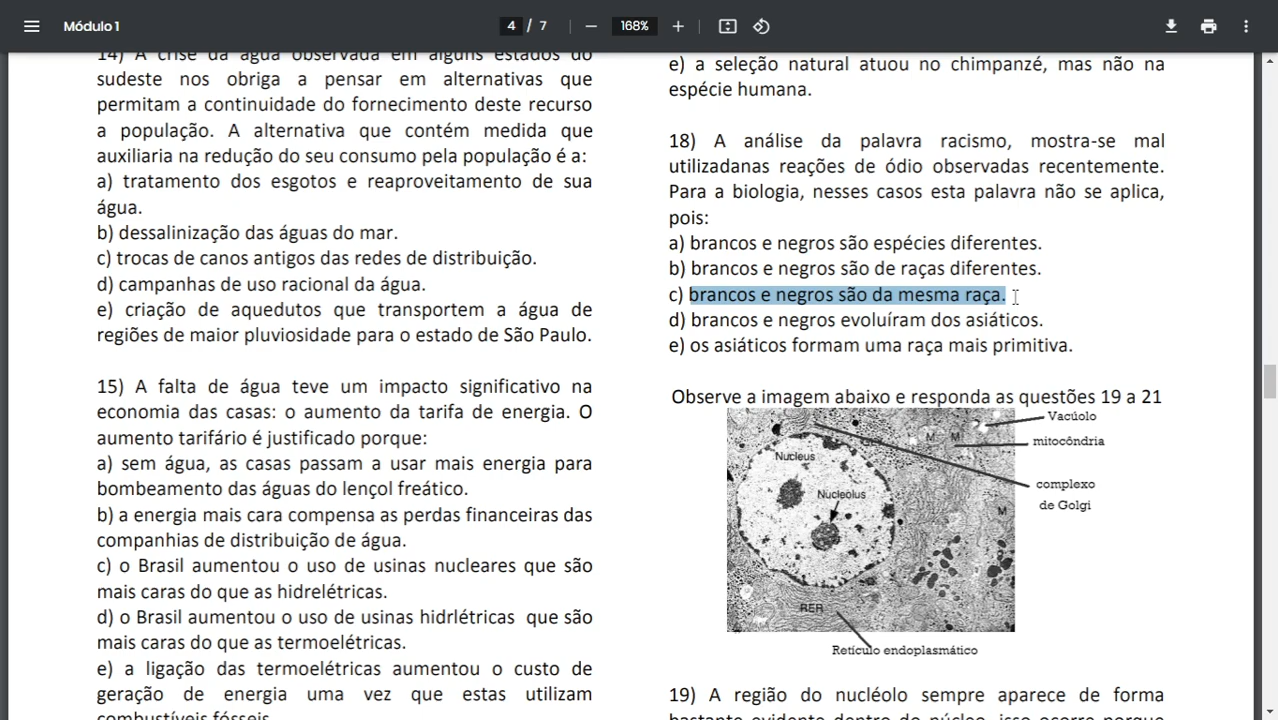 Módulo 1
4 / 7
168%
14) A crise da água observada em alguns estados do
sudeste nos obriga a pensar em alternativas que
permitam a continuidade do fornecimento deste recurso
a população. A alternativa que contém medida que
auxiliaria na redução do seu consumo pela população é a:
a) tratamento dos esgotos e reaproveitamento de sua
água.
b) dessalinização das águas do mar.
c) trocas de canos antigos das redes de distribuição.
d) campanhas de uso racional da água.
e) criação de aquedutos que transportem a água de
regiões de maior pluviosidade para o estado de São Paulo.
15) A falta de água teve um impacto significativo na
economia das casas: o aumento da tarifa de energia. O
aumento tarifário é justificado porque:
a) sem água, as casas passam a usar mais energia para
bombeamento das águas do lençol freático.
b) a energia mais cara compensa as perdas financeiras das
companhias de distribuição de água.
c) o Brasil aumentou o uso de usinas nucleares que são
mais caras do que as hidrelétricas.
d) o Brasil aumentou o uso de usinas hidrlétricas que são
mais caras do que as termoelétricas.
e) a ligação das termoelétricas aumentou o custo de
geração de energia uma vez que estas utilizam
combustíveis fósseis.
e) a seleção natural atuou no chimpanzé, mas não na
espécie humana.
18) A análise da palavra racismo, mostra-se mal
utilizadanas reações de ódio observadas recentemente.
Para a biologia, nesses casos esta palavra não se aplica,
pois:
a) brancos e negros são espécies diferentes.
b) brancos e negros são de raças diferentes.
c) brancos e negros são da mesma raça.
d) brancos e negros evoluíram dos asiáticos.
e) os asiáticos formam uma raça mais primitiva.
Observe a imagem abaixo e responda as questões 19 a 21
Vacúolo
M M
mitocôndria
Nucleus
complexo
de Golgi
Nucleolus
M
RER
Retículo endoplasmático
19) A região do nucléolo sempre aparece de forma
bastante evidente dentro do núcleo, isso ocorre porque